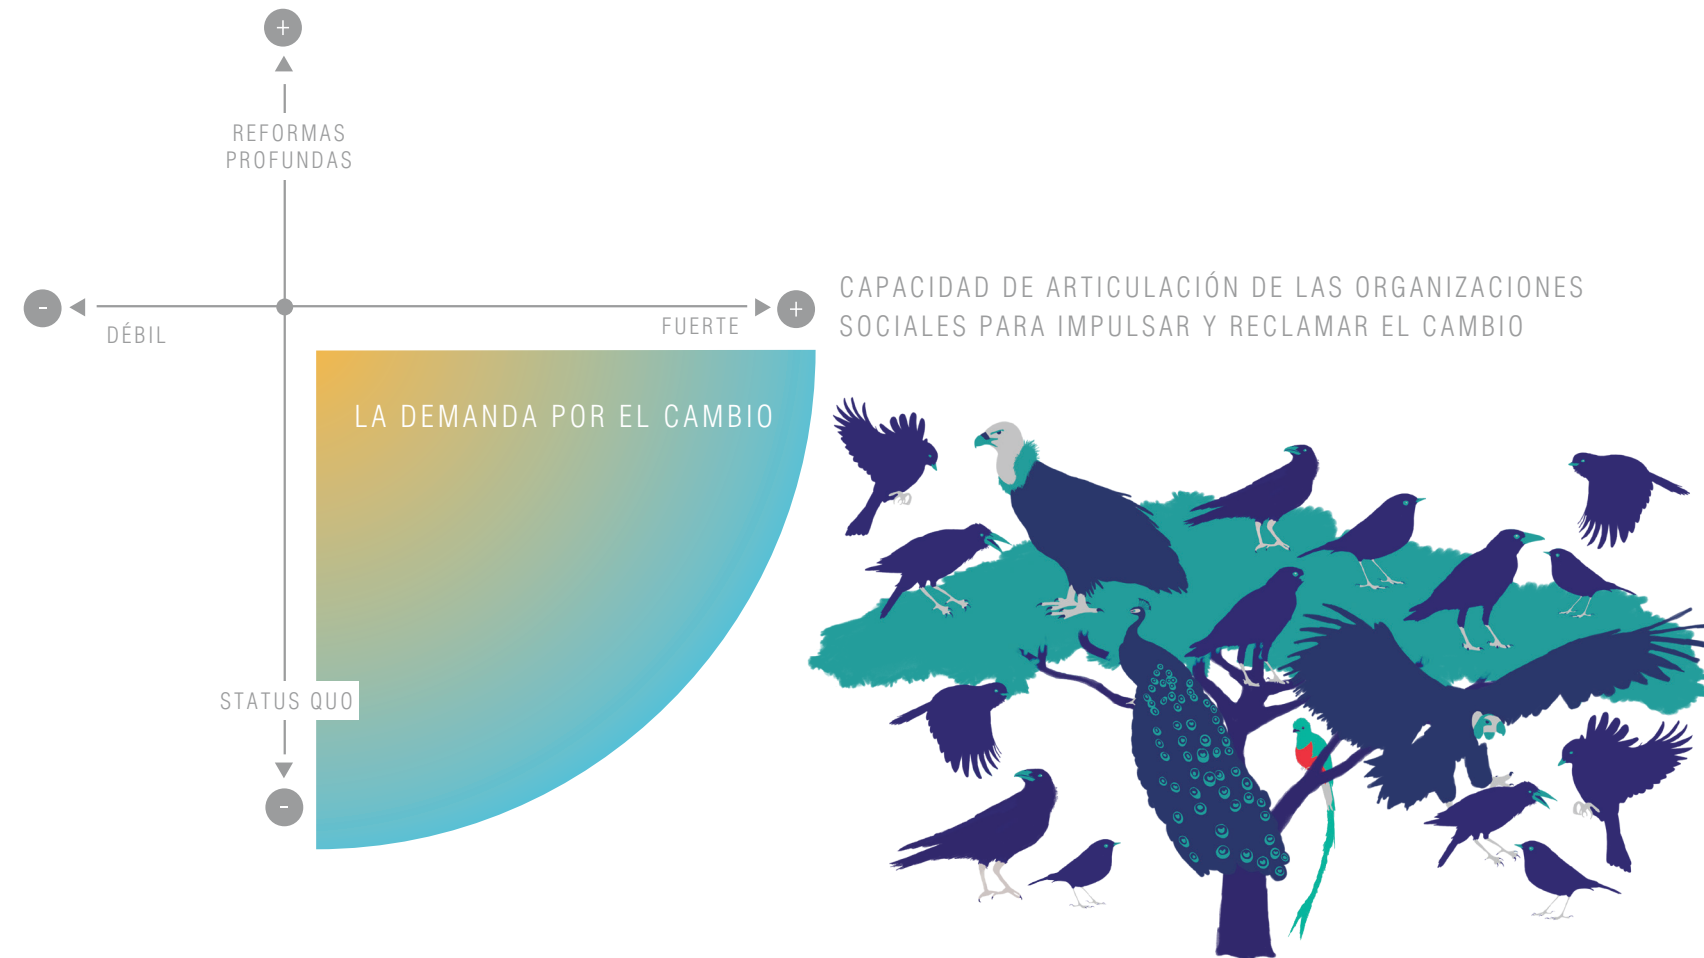 +
REFORMAS
PROFUNDAS
CAPACIDAD DE ARTICULACIÓN DE LAS ORGANIZACIONES
SOCIALES PARA IMPULSAR Y RECLAMAR EL CAMBIO
-
+
DÉBIL
FUERTE
LA DEMANDA POR EL CAMBIO
STATUS QUO
-